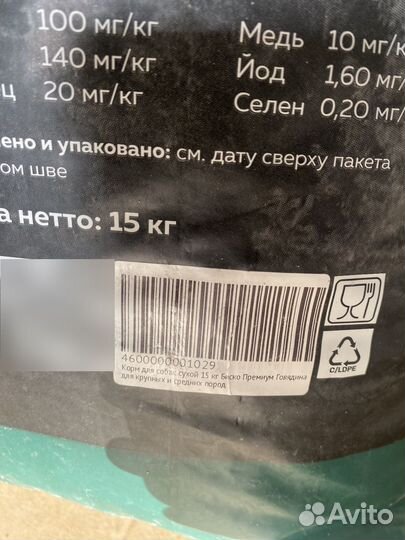 100 мг/кг
Медь 10 мг/к
140 мг/кг
Йод 1,60 мг/
ц 20 мг/кг
Селен 0,20 мг/
ено и упаковано: см. дату сверху пакета
ом шве
а нетто: 15 кг
4600000001029
Корм для собак сухой 15 кг Биско Премиум Говядина
для крупных и средних пород
C/LDPE
Avito